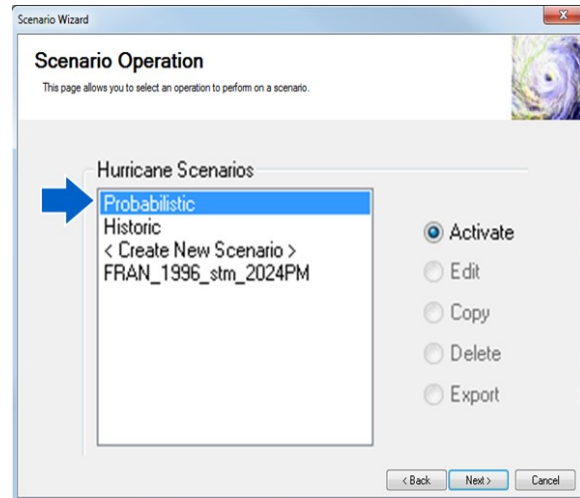 Scenario Wizard
Scenario Operation
This page allows you to select an operation to perform on a scenario.
Hurricane Scenarios
Probabilistic
Historic
< Create New Scenario >
FRAN_1996_stm_2024PM
Activate
Edit
Copy
Delete
Export
< Back Next > Cancel